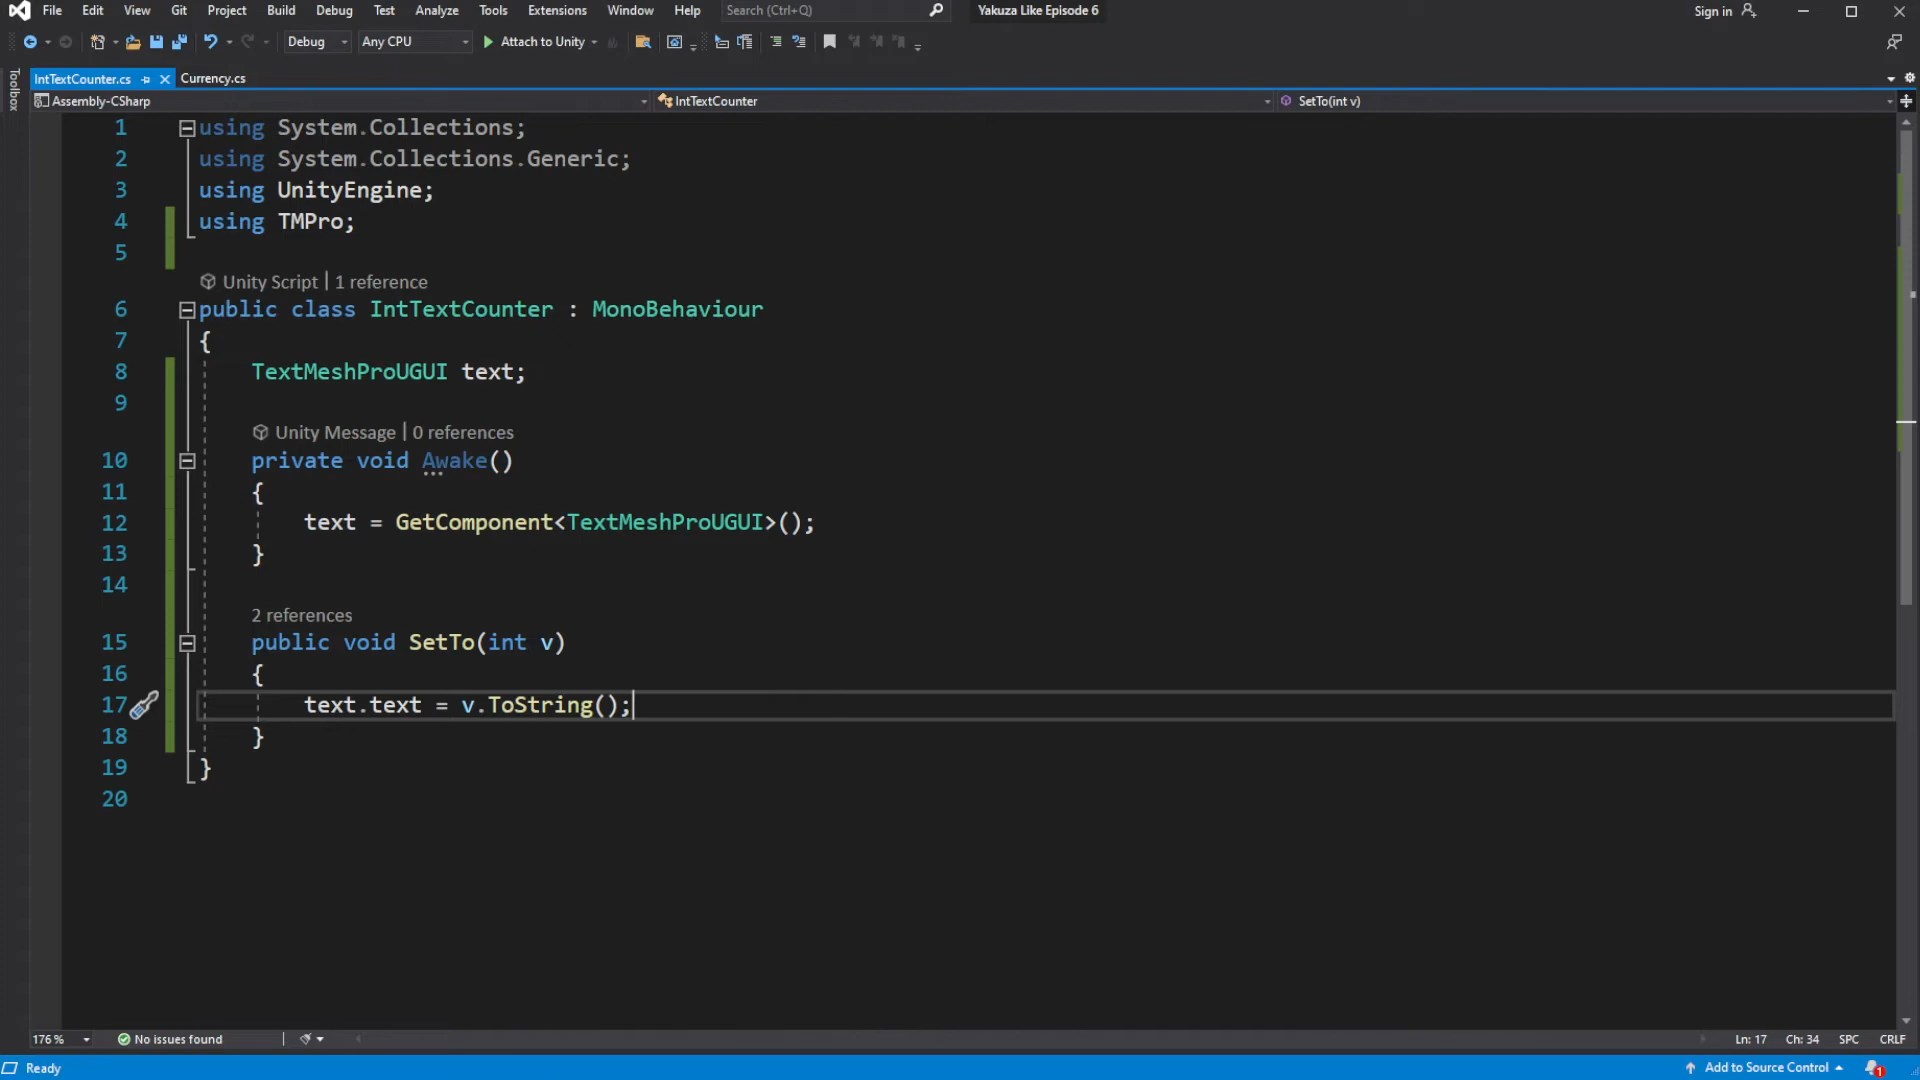 File Edit View Git Project Build Debug Test Analyze Tools Extensions Window Help Search (Ctrl+Q) Yakuza Like Episode 6 Sign in
Debug Any CPU Attach to Unity
Toolbox
IntTextCounter.cs Currency.cs
Assembly-CSharp IntTextCounter SetTo(int v)
1 using System.Collections;
2 using System.Collections.Generic;
3 using UnityEngine;
4 using TMPro;
5
Unity Script | 1 reference
6 public class IntTextCounter : MonoBehaviour
7 {
8 TextMeshProUGUI text;
9
Unity Message | 0 references
10 private void Awake()
11 {
12 text = GetComponent<TextMeshProUGUI>();
13 }
14
2 references
15 public void SetTo(int v)
16 {
17 text.text = v.ToString();
18 }
19 }
20
176 % No issues found Ln: 17 Ch: 34 SPC CRLF
Ready Add to Source Control 1